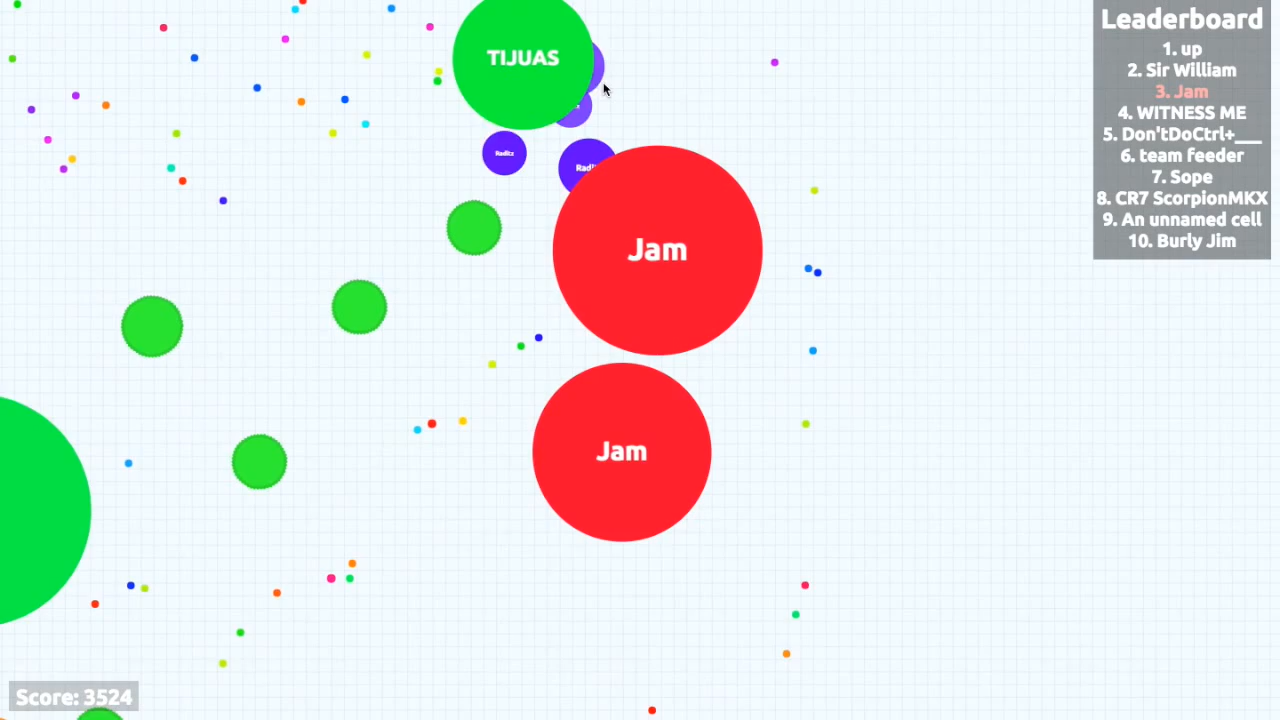 TIJUAS
Raditz
Jam
Jam
Leaderboard
1. up
2. Sir William
3. Jam
4. WITNESS ME
5. Don'tDoCtrl+___
6. team feeder
7. Sope
8. CR7 ScorpionMKX
9. An unnamed cell
10. Burly Jim
Score: 3524